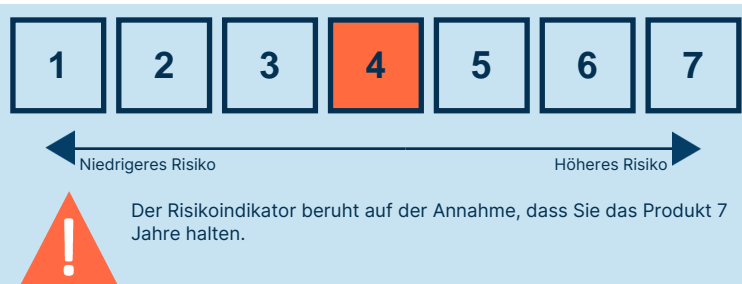 1 2 3 4 5 6 7
Niedrigeres Risiko Höheres Risiko
Der Risikoindikator beruht auf der Annahme, dass Sie das Produkt 7
Jahre halten.
!